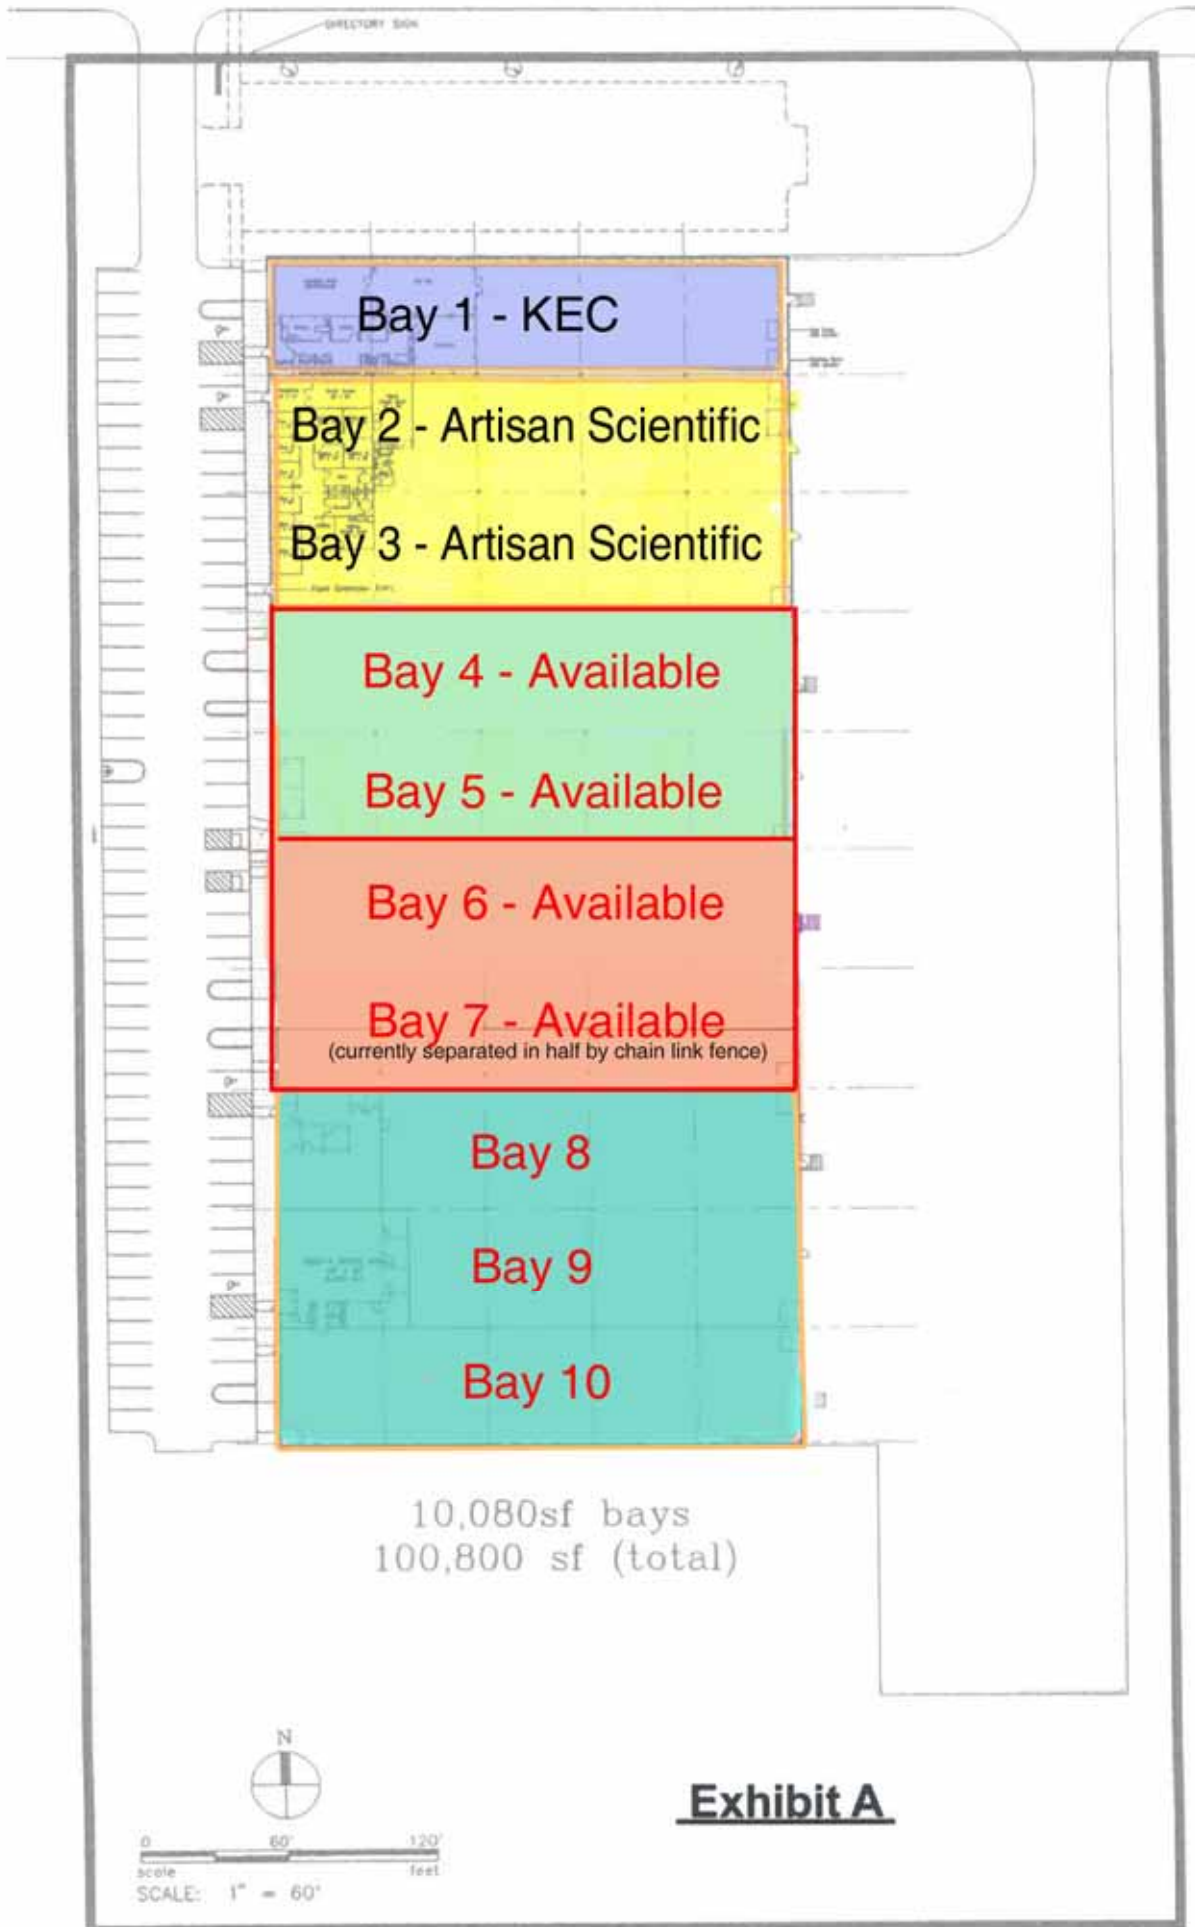 DIRECTORY SIGN
Bay 1 - KEC
Bay 2 - Artisan Scientific
Bay 3 - Artisan Scientific
Bay 4 - Available
Bay 5 - Available
Bay 6 - Available
Bay 7 - Available
(currently separated in half by chain link fence)
Bay 8
Bay 9
Bay 10
10,080sf bays
100,800 sf (total)
N
Exhibit A
0 60' 120'
scale feet
SCALE: 1" = 60'